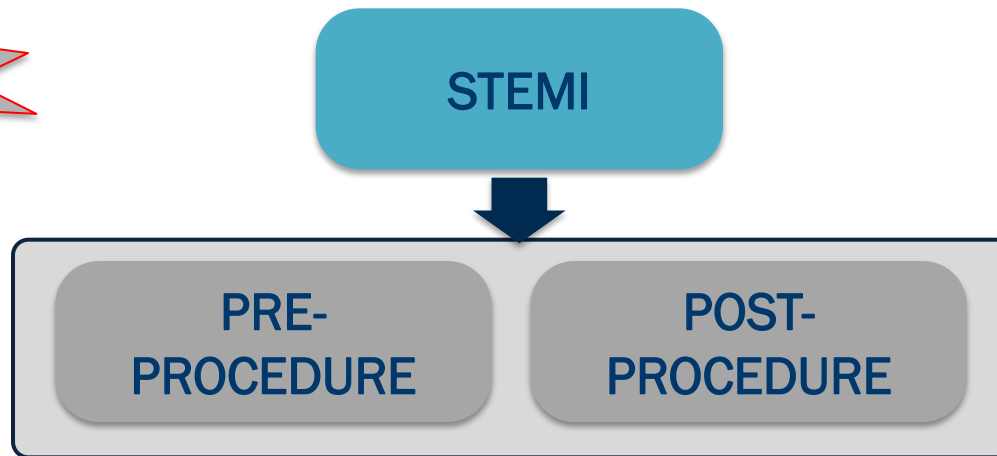 STEMI
PRE-
PROCEDURE
POST-
PROCEDURE